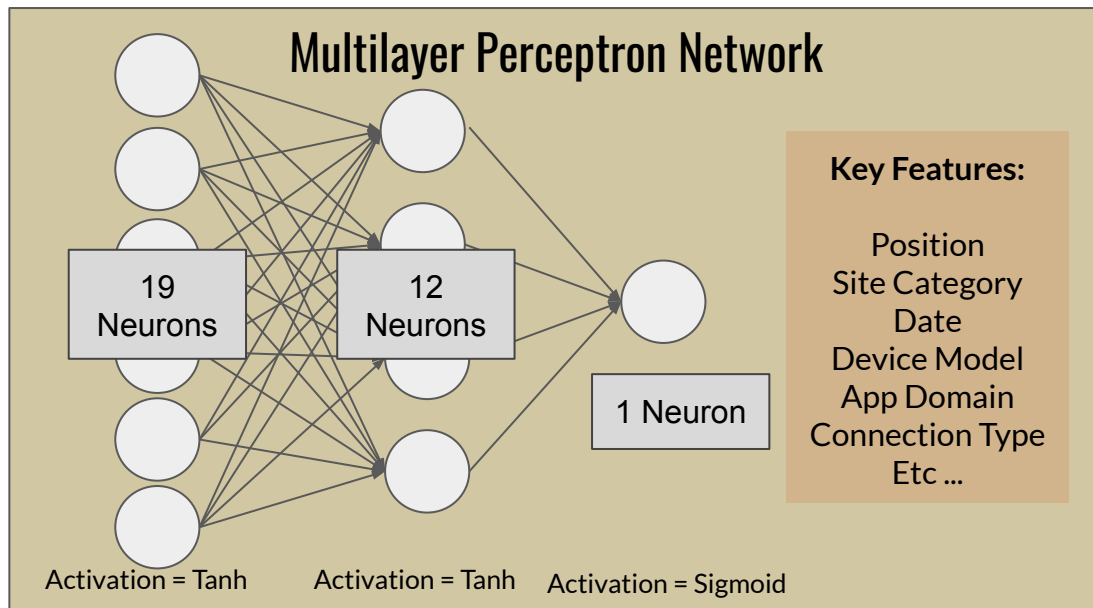 Multilayer Perceptron Network
19
Neurons
12
Neurons
1 Neuron
Key Features:
Position
Site Category
Date
Device Model
App Domain
Connection Type
Etc ...
Activation = Tanh
Activation = Tanh
Activation = Sigmoid